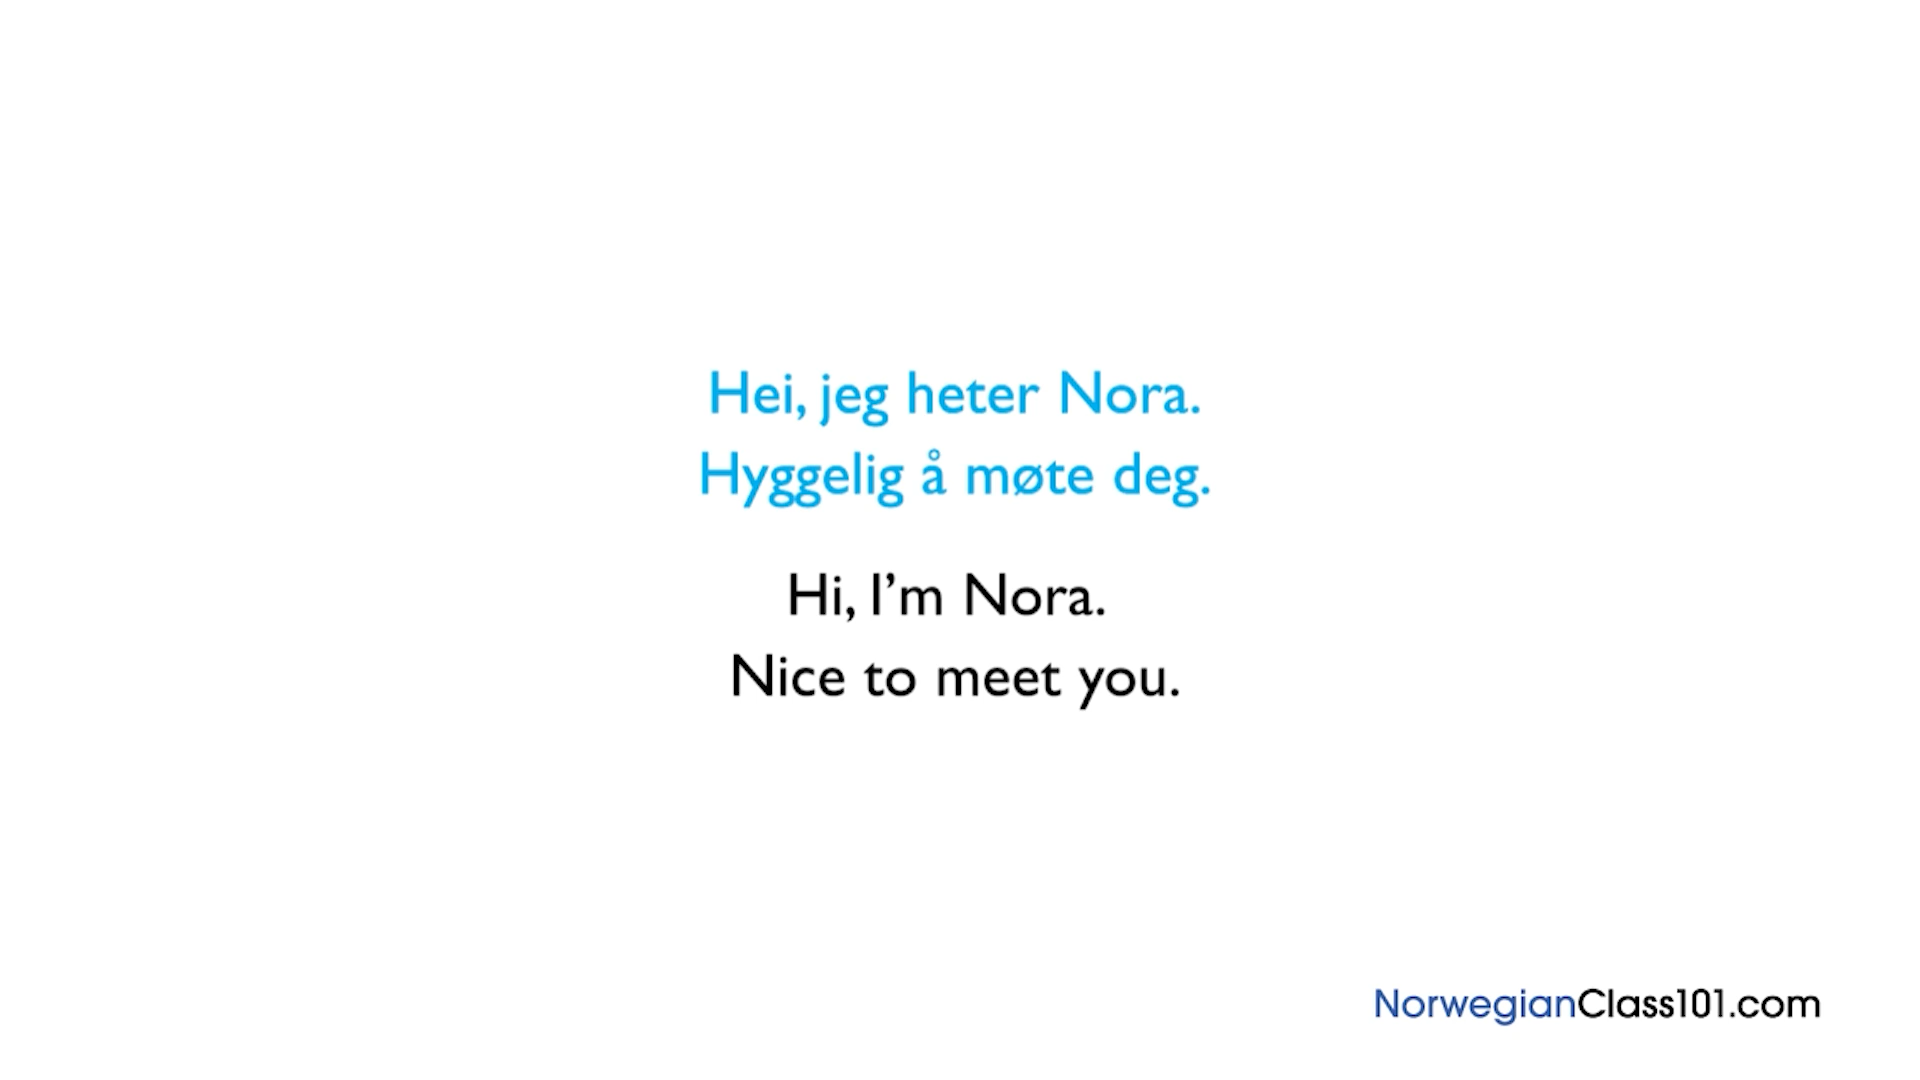 Hei, jeg heter Nora.
Hyggelig å møte deg.
Hi, I’m Nora.
Nice to meet you.
NorwegianClass101.com